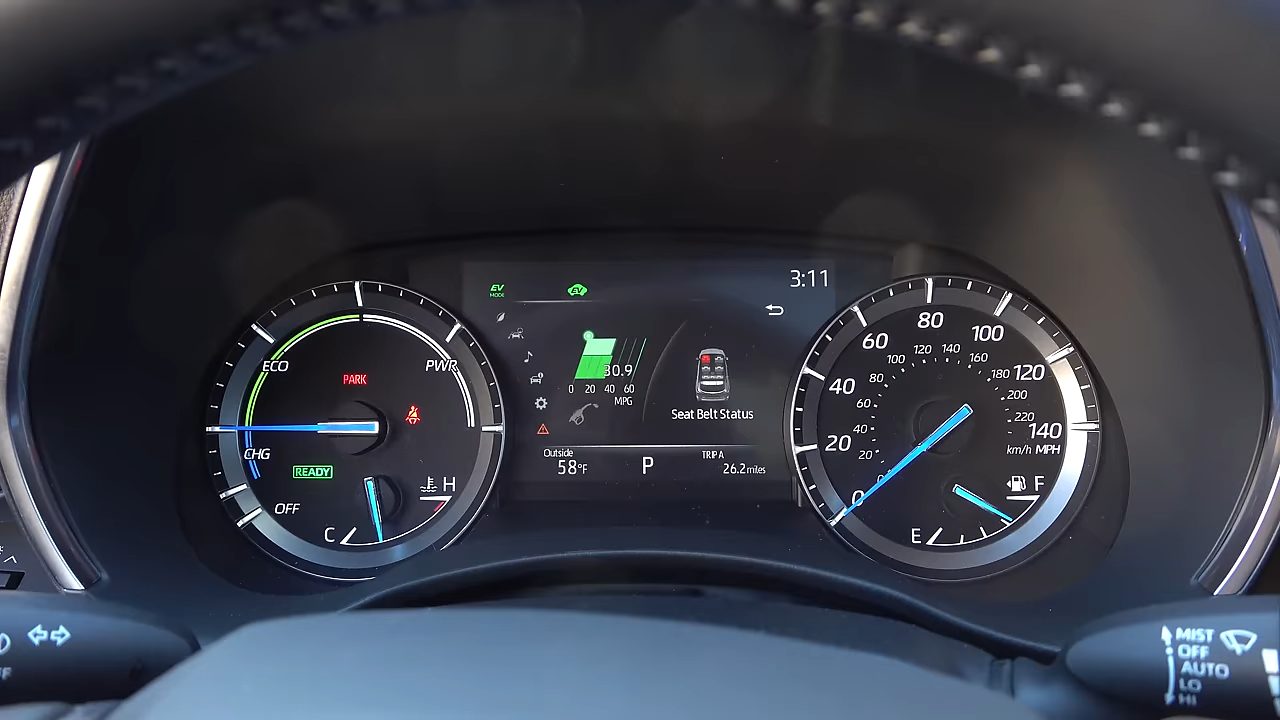 ECO
PWR
PARK
CHG
READY
OFF
C
H
EV
MODE
EV
3:11
30.9
0 20 40 60
MPG
Seat Belt Status
Outside
58°F
P
TRIP A
26.2 miles
0
20
40
60
80
100
120
140
MPH
20
40
60
80
100
120
140
160
180
200
220
km/h
E
F
MIST
OFF
AUTO
LO
HI